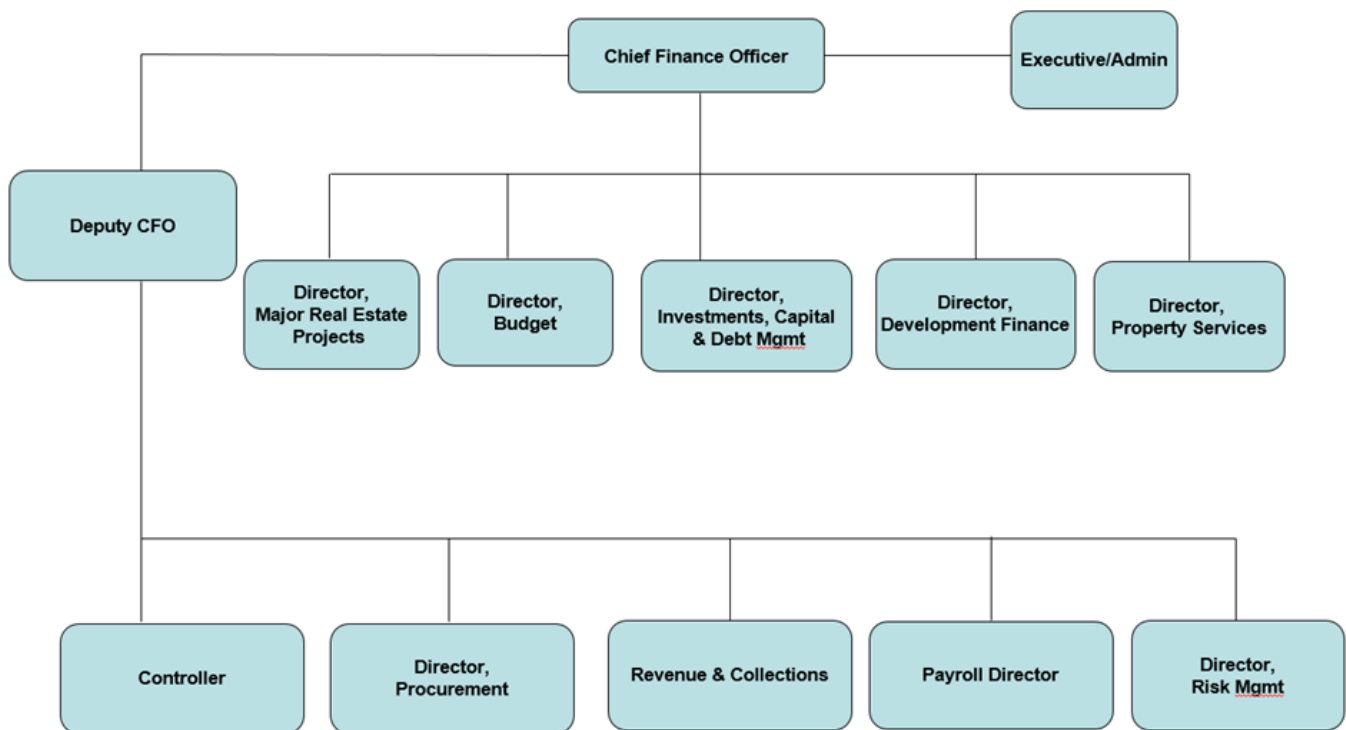 Chief Finance Officer
Executive/Admin
Deputy CFO
Director,
Major Real Estate
Projects
Director,
Budget
Director,
Investments, Capital
& Debt Mgmt
Director,
Development Finance
Director,
Property Services
Controller
Director,
Procurement
Revenue & Collections
Payroll Director
Director,
Risk Mgmt